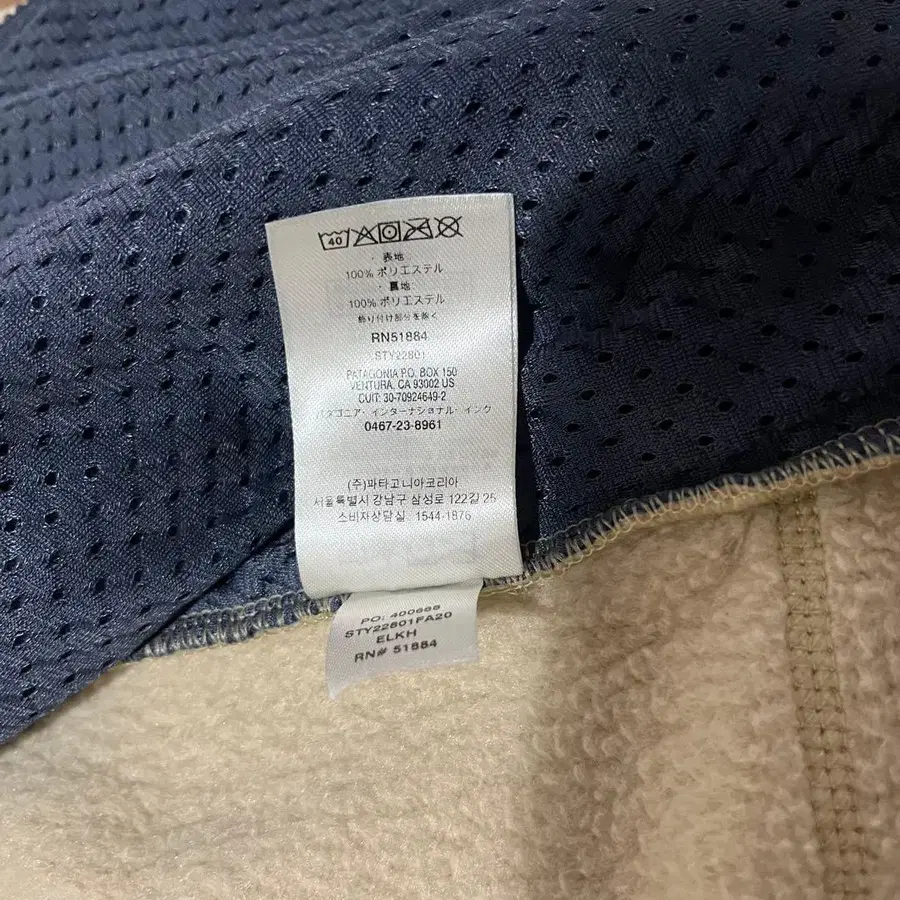 40
・表地:
100% ポリエステル
・裏地:
100% ポリエステル
飾り付け部分を除く
RN51884
STY22801
PATAGONIA P.O. BOX 150
VENTURA, CA 93002 US
CUIT: 30-70924649-2
パタゴニア・インターナショナル・インク
0467-23-8961
(주)파타고니아코리아
서울특별시 강남구 삼성로 122길 25
소비자상담실 1544-1876
PO: 400668
STY22801FA20
ELKH
RN# 51884